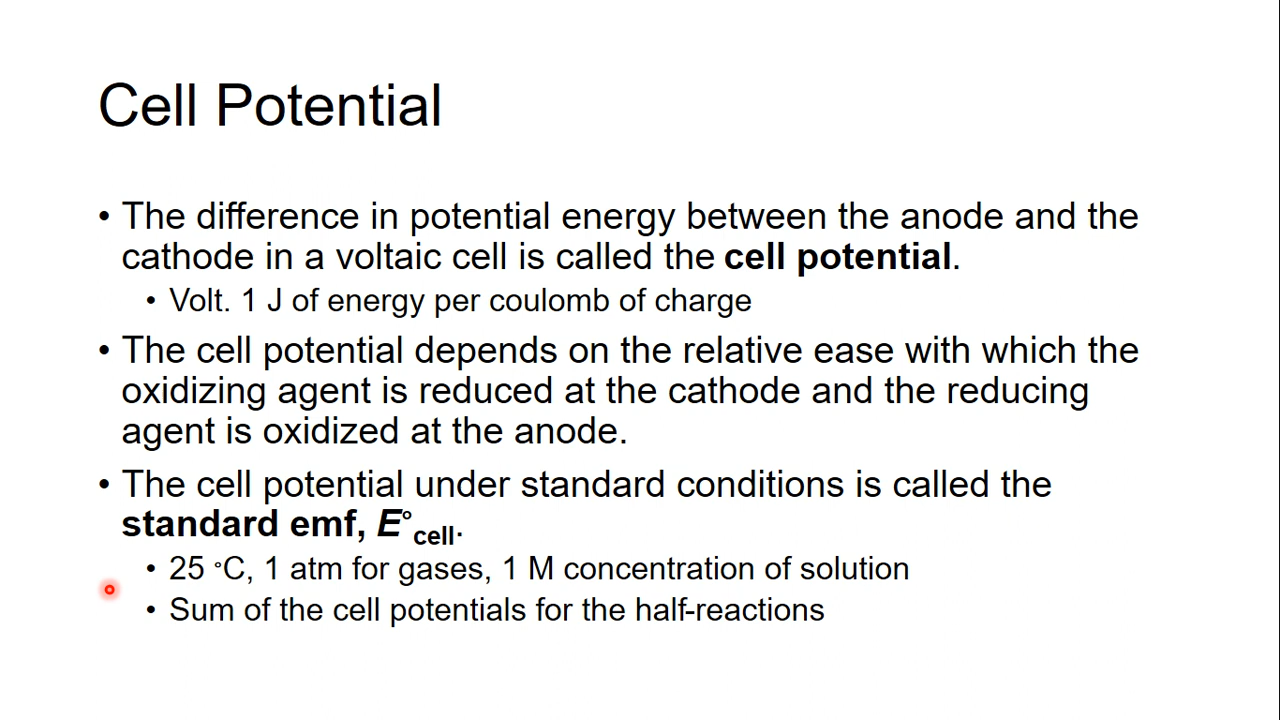 Cell Potential
• The difference in potential energy between the anode and the
cathode in a voltaic cell is called the cell potential.
• Volt. 1 J of energy per coulomb of charge
• The cell potential depends on the relative ease with which the
oxidizing agent is reduced at the cathode and the reducing
agent is oxidized at the anode.
• The cell potential under standard conditions is called the
standard emf, E°cell.
• 25 °C, 1 atm for gases, 1 M concentration of solution
• Sum of the cell potentials for the half-reactions